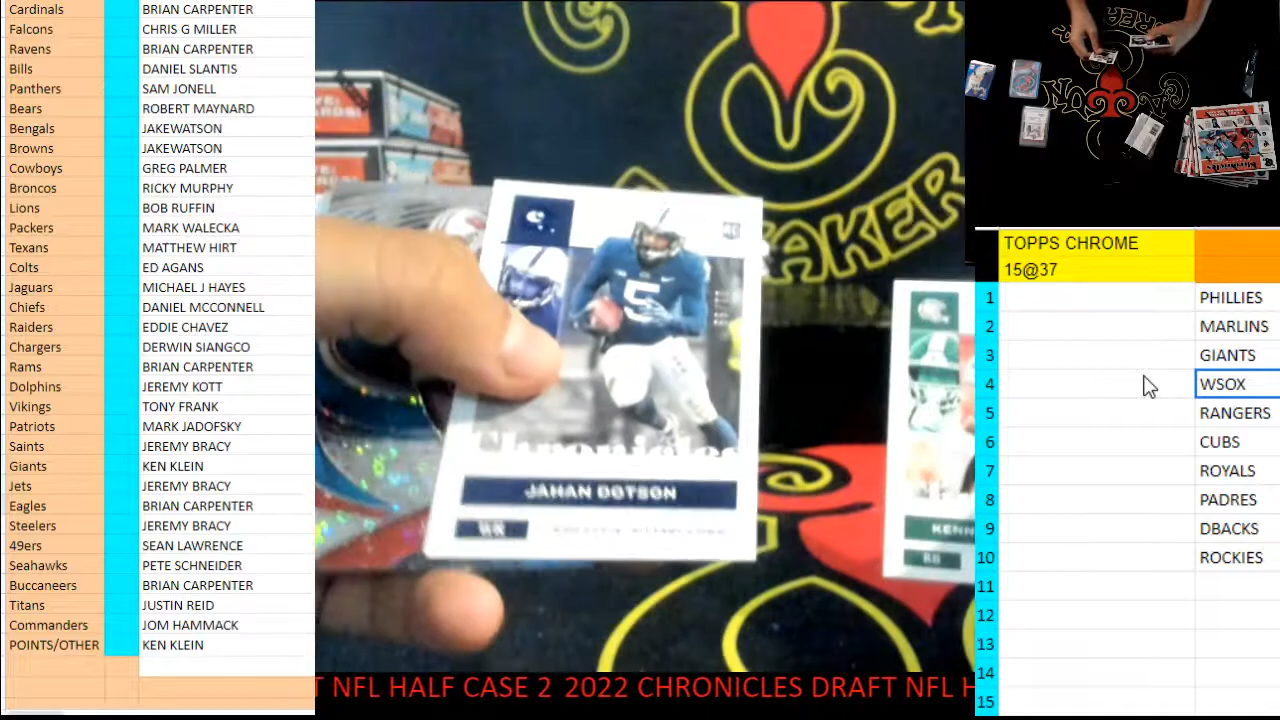 Cardinals BRIAN CARPENTER
Falcons CHRIS G MILLER
Ravens BRIAN CARPENTER
Bills DANIEL SLANTIS
Panthers SAM JONELL
Bears ROBERT MAYNARD
Bengals JAKEWATSON
Browns JAKEWATSON
Cowboys GREG PALMER
Broncos RICKY MURPHY
Lions BOB RUFFIN
Packers MARK WALECKA
Texans MATTHEW HIRT
Colts ED AGANS
Jaguars MICHAEL J HAYES
Chiefs DANIEL MCCONNELL
Raiders EDDIE CHAVEZ
Chargers DERWIN SIANGCO
Rams BRIAN CARPENTER
Dolphins JEREMY KOTT
Vikings TONY FRANK
Patriots MARK JADOFSKY
Saints JEREMY BRACY
Giants KEN KLEIN
Jets JEREMY BRACY
Eagles BRIAN CARPENTER
Steelers JEREMY BRACY
49ers SEAN LAWRENCE
Seahawks PETE SCHNEIDER
Buccaneers BRIAN CARPENTER
Titans JUSTIN REID
Commanders JOM HAMMACK
POINTS/OTHER KEN KLEIN
AKER
5
Chronicles
JAHAN DOTSON
WR
KENN
RB
T NFL HALF CASE 2 2022 CHRONICLES DRAFT NFL H
TOPPS CHROME
15@37
1 PHILLIES
2 MARLINS
3 GIANTS
4 WSOX
5 RANGERS
6 CUBS
7 ROYALS
8 PADRES
9 DBACKS
10 ROCKIES
11
12
13
14
15